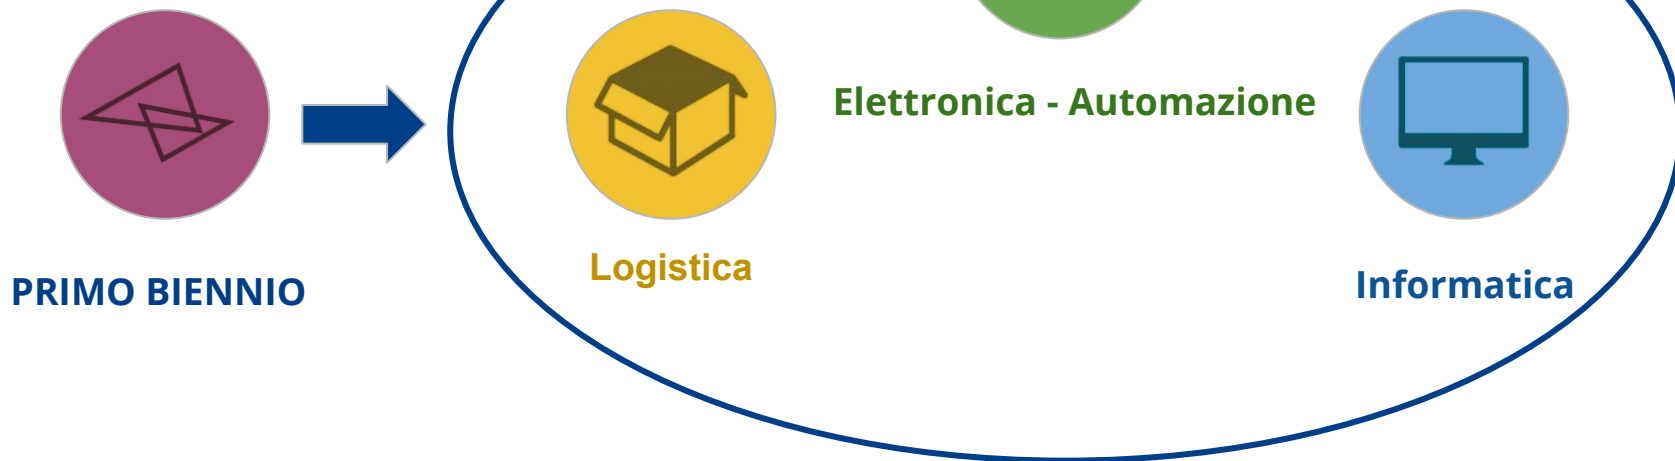 Elettronica - Automazione
Logistica
Informatica
PRIMO BIENNIO